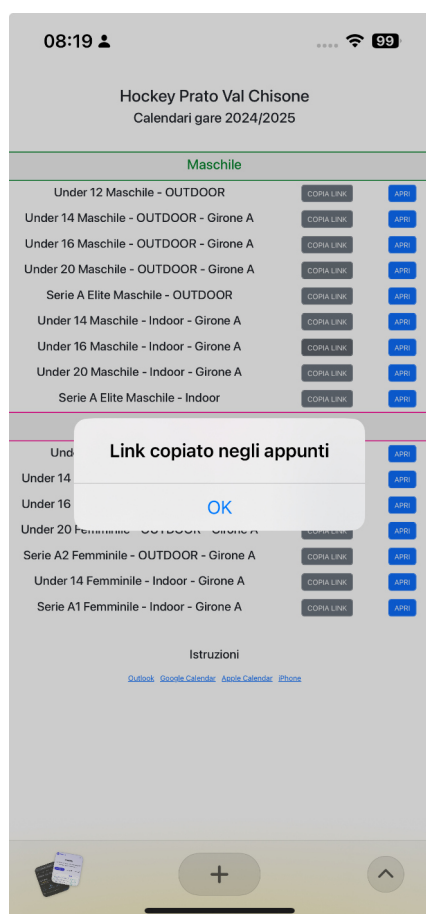 08:19
99
Hockey Prato Val Chisone
Calendari gare 2024/2025
Maschile
Under 12 Maschile - OUTDOOR COPIA LINK APRI
Under 14 Maschile - OUTDOOR - Girone A COPIA LINK APRI
Under 16 Maschile - OUTDOOR - Girone A COPIA LINK APRI
Under 20 Maschile - OUTDOOR - Girone A COPIA LINK APRI
Serie A Elite Maschile - OUTDOOR COPIA LINK APRI
Under 14 Maschile - Indoor - Girone A COPIA LINK APRI
Under 16 Maschile - Indoor - Girone A COPIA LINK APRI
Under 20 Maschile - Indoor - Girone A COPIA LINK APRI
Serie A Elite Maschile - Indoor COPIA LINK APRI
Link copiato negli appunti
OK
APRI
Under 14 APRI
Under 16 APRI
Under 20 Femminile - OUTDOOR - Girone A COPIA LINK APRI
Serie A2 Femminile - OUTDOOR - Girone A COPIA LINK APRI
Under 14 Femminile - Indoor - Girone A COPIA LINK APRI
Serie A1 Femminile - Indoor - Girone A COPIA LINK APRI
Istruzioni
Outlook Google Calendar Apple Calendar iPhone